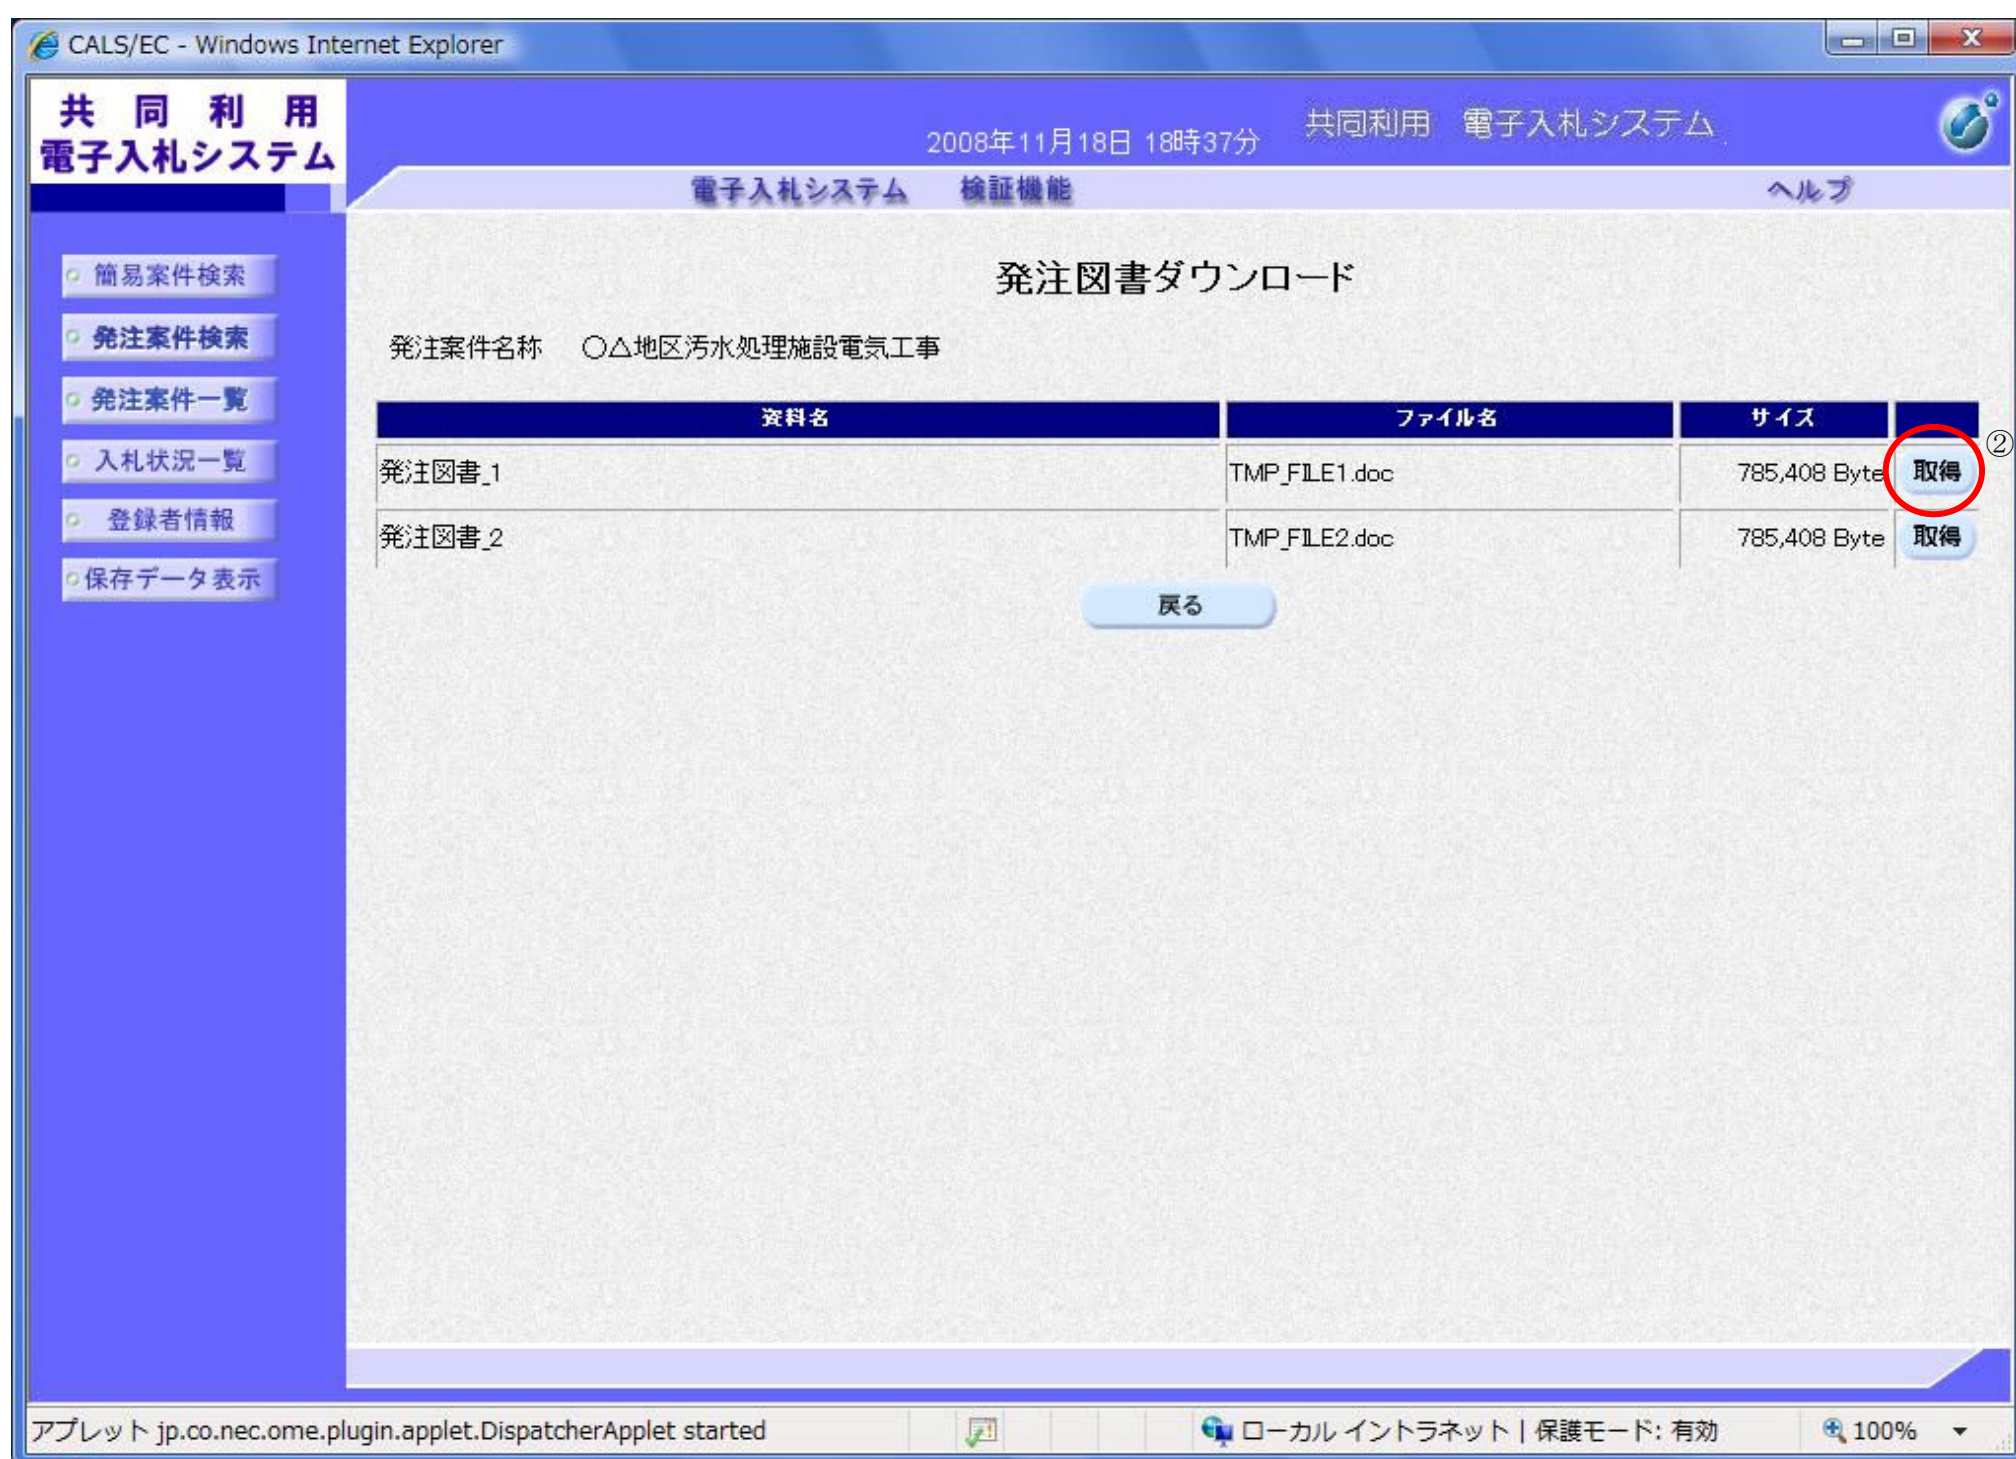 CALS/EC - Windows Internet Explorer
共 同 利 用
電子入札システム
2008年11月18日 18時37分 共同利用 電子入札システム
電子入札システム 検証機能 ヘルプ
簡易案件検索
発注案件検索
発注案件一覧
入札状況一覧
登録者情報
保存データ表示
発注図書ダウンロード
発注案件名称 〇△地区汚水処理施設電気工事
資料名 ファイル名 サイズ
②
発注図書_1 TMP_FILE1.doc 785,408 Byte 取得
発注図書_2 TMP_FILE2.doc 785,408 Byte 取得
戻る
アプレット jp.co.nec.ome.plugin.applet.DispatcherApplet started ローカル イントラネット | 保護モード: 有効 100%